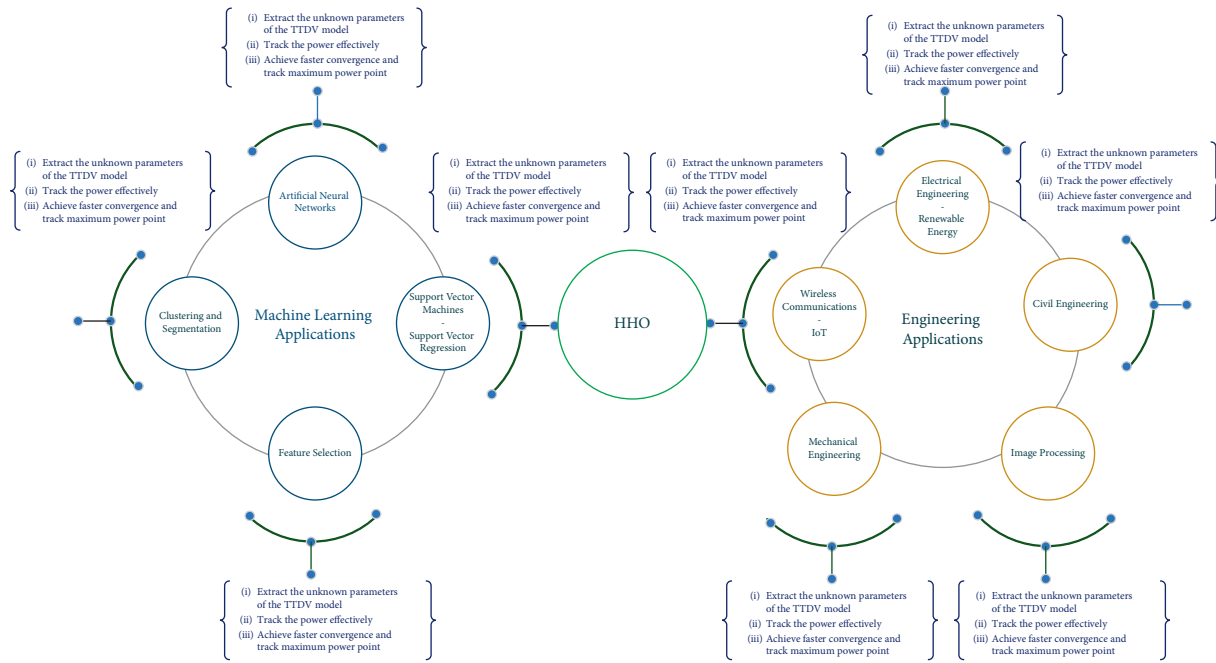 (i) Extract the unknown parameters
of the TTDV model
(ii) Track the power effectively
(iii) Achieve faster convergence and
track maximum power point
(i) Extract the unknown parameters
of the TTDV model
(ii) Track the power effectively
(iii) Achieve faster convergence and
track maximum power point
(i) Extract the unknown parameters
of the TTDV model
(ii) Track the power effectively
(iii) Achieve faster convergence and
track maximum power point
(i) Extract the unknown parameters
of the TTDV model
(ii) Track the power effectively
(iii) Achieve faster convergence and
track maximum power point
(i) Extract the unknown parameters
of the TTDV model
(ii) Track the power effectively
(iii) Achieve faster convergence and
track maximum power point
(i) Extract the unknown parameters
of the TTDV model
(ii) Track the power effectively
(iii) Achieve faster convergence and
track maximum power point
Artificial Neural
Networks
Electrical
Engineering
-
Renewable
Energy
Clustering and
Segmentation
Machine Learning
Applications
Support Vector
Machines
-
Support Vector
Regression
HHO
Wireless
Communications
-
IoT
Engineering
Applications
Civil Engineering
Feature Selection
Mechanical
Engineering
Image Processing
(i) Extract the unknown parameters
of the TTDV model
(ii) Track the power effectively
(iii) Achieve faster convergence and
track maximum power point
(i) Extract the unknown parameters
of the TTDV model
(ii) Track the power effectively
(iii) Achieve faster convergence and
track maximum power point
(i) Extract the unknown parameters
of the TTDV model
(ii) Track the power effectively
(iii) Achieve faster convergence and
track maximum power point